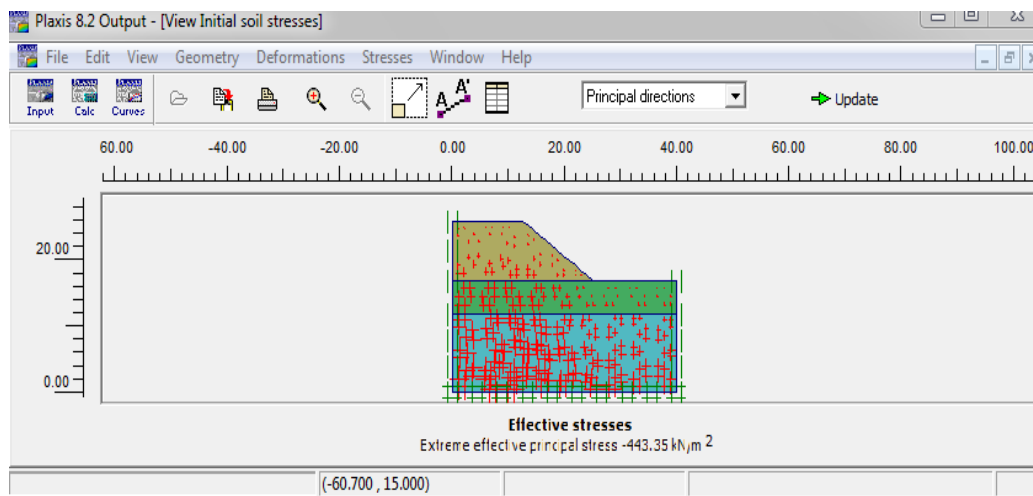 Plaxis 8.2 Output - [View Initial soil stresses]
File Edit View Geometry Deformations Stresses Window Help
Input Calc Curves A A' Principal directions Update
60.00 -40.00 -20.00 0.00 20.00 40.00 60.00 80.00 100.00
20.00
0.00
Effective stresses
Extreme effective principal stress -443.35 kN/m 2
(-60.700 , 15.000)